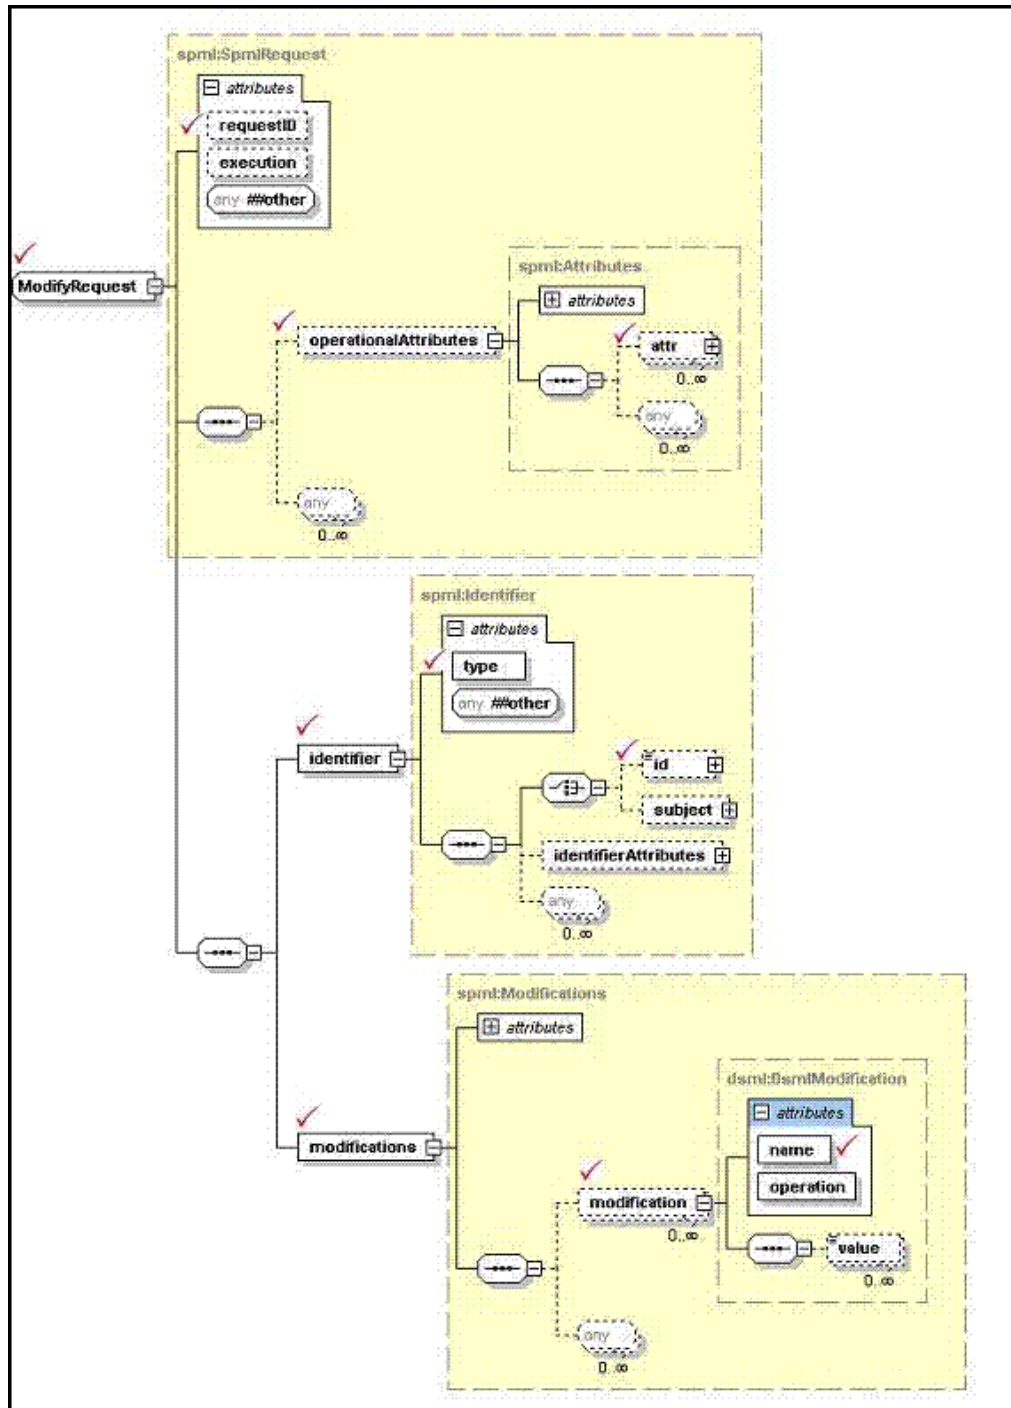 spml:SpmlRequest
attributes
requestID
execution
any ##other
ModifyRequest
spml:Attributes
attributes
operationalAttributes
attr
0..∞
any
0..∞
any
0..∞
spml:Identifier
attributes
type
any ##other
identifier
id
subject
identifierAttributes
any
0..∞
spml:Modifications
attributes
dsml:DsmlModification
attributes
modifications
name
operation
modification
0..∞
value
0..∞
any
0..∞